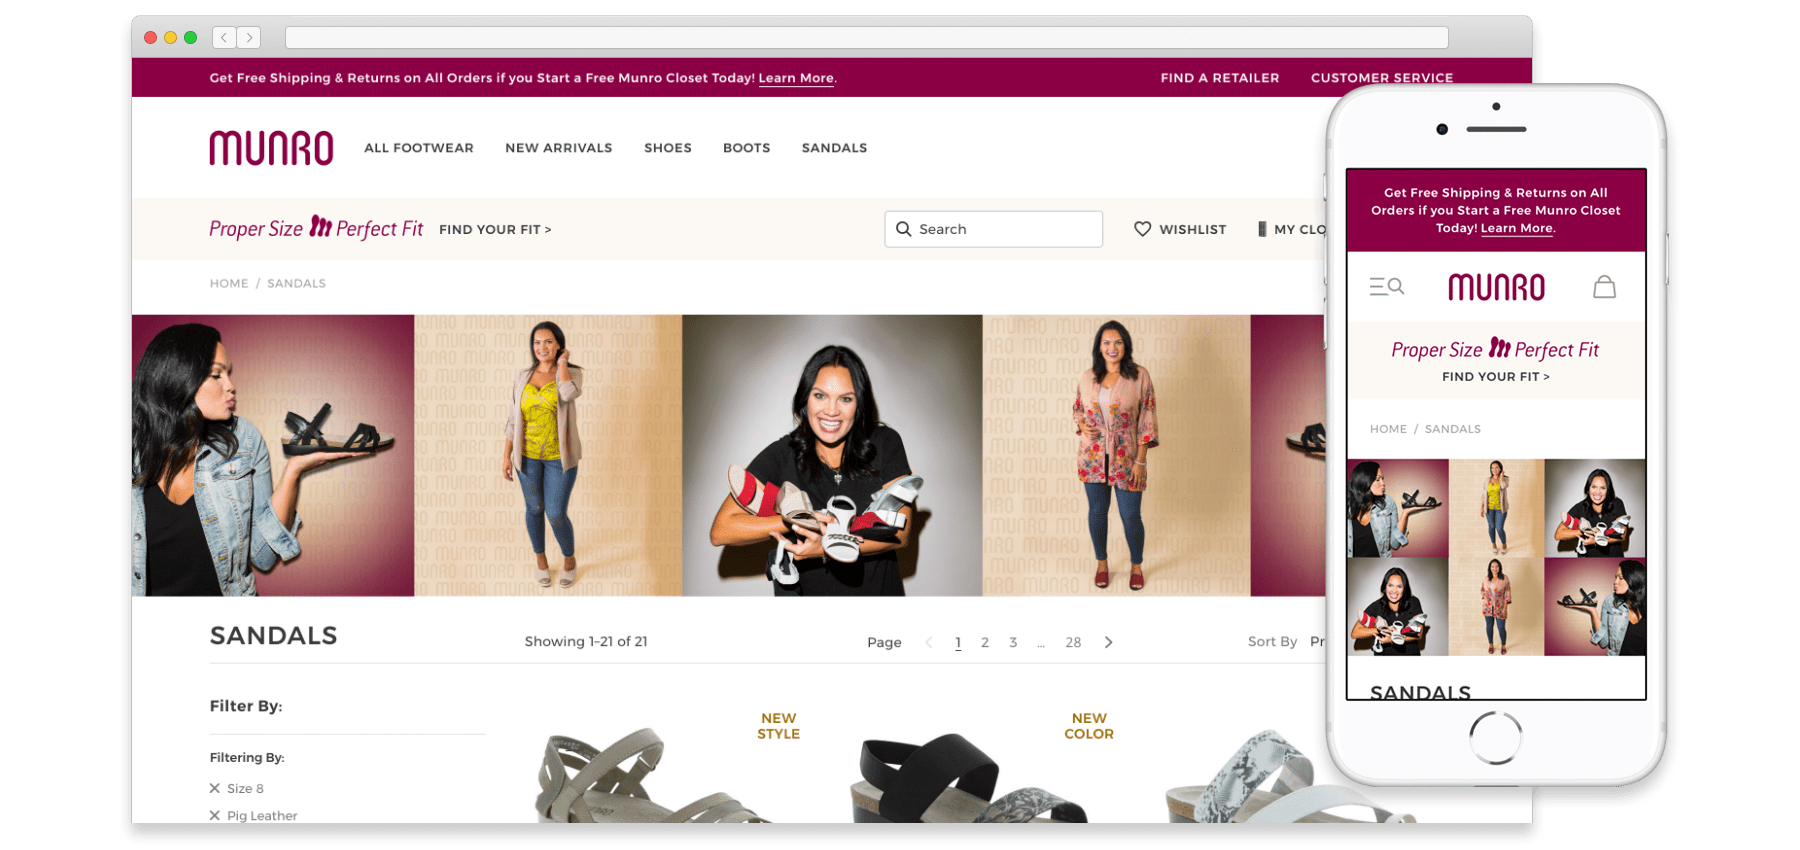 Get Free Shipping & Returns on All Orders if you Start a Free Munro Closet Today! Learn More.
FIND A RETAILER
CUSTOMER SERVICE
MUNRO
ALL FOOTWEAR
NEW ARRIVALS
SHOES
BOOTS
SANDALS
Proper Size Perfect Fit
FIND YOUR FIT >
Search
WISHLIST
MY CLO
HOME / SANDALS
SANDALS
Showing 1–21 of 21
Page
< 1 2 3 ... 28 >
Sort By Pr
Filter By:
Filtering By:
X Size 8
X Pig Leather
NEW
STYLE
NEW
COLOR
Get Free Shipping & Returns on All
Orders if you Start a Free Munro Closet
Today! Learn More.
MUNRO
Proper Size Perfect Fit
FIND YOUR FIT >
HOME / SANDALS
SANDALS